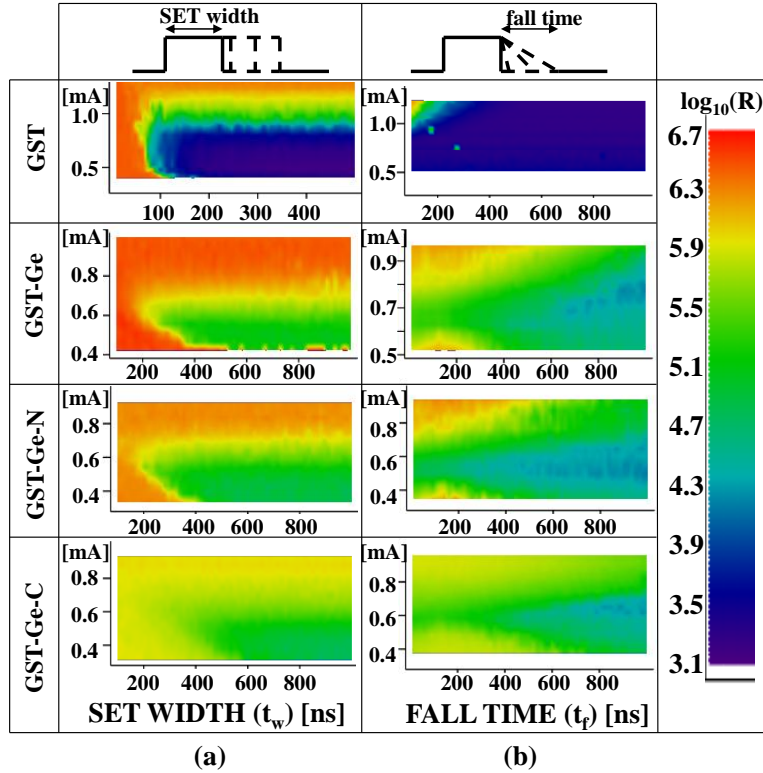 SET width
fall time
GST
[mA]
1.0
0.5
100 200 300 400
[mA]
1.0
0.5
200 400 600 800
GST-Ge
[mA]
0.8
0.6
0.4
200 400 600 800
[mA]
0.9
0.7
0.5
200 400 600 800
GST-Ge-N
[mA]
0.8
0.6
0.4
200 400 600 800
[mA]
0.8
0.6
0.4
200 400 600 800
GST-Ge-C
[mA]
0.8
0.6
0.4
200 400 600 800
[mA]
0.8
0.6
0.4
200 400 600 800
SET WIDTH (t_w) [ns]
FALL TIME (t_f) [ns]
(a)
(b)
log₁₀(R)
6.7
6.3
5.9
5.5
5.1
4.7
4.3
3.9
3.5
3.1